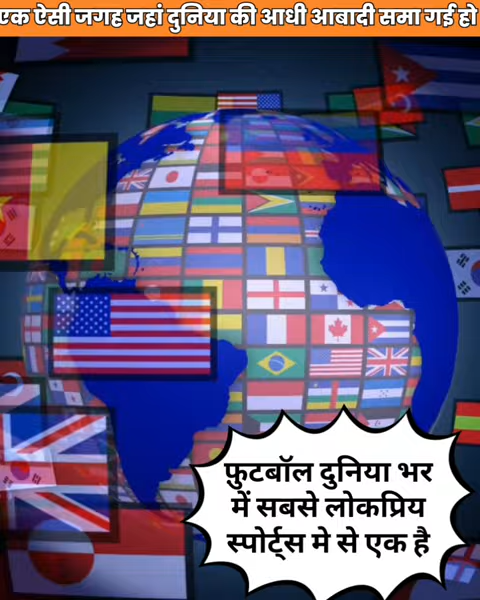 एक ऐसी जगह जहां दुनिया की आधी आबादी समा गई हो
फुटबॉल दुनिया भर
में सबसे लोकप्रिय
स्पोर्ट्स मे से एक है